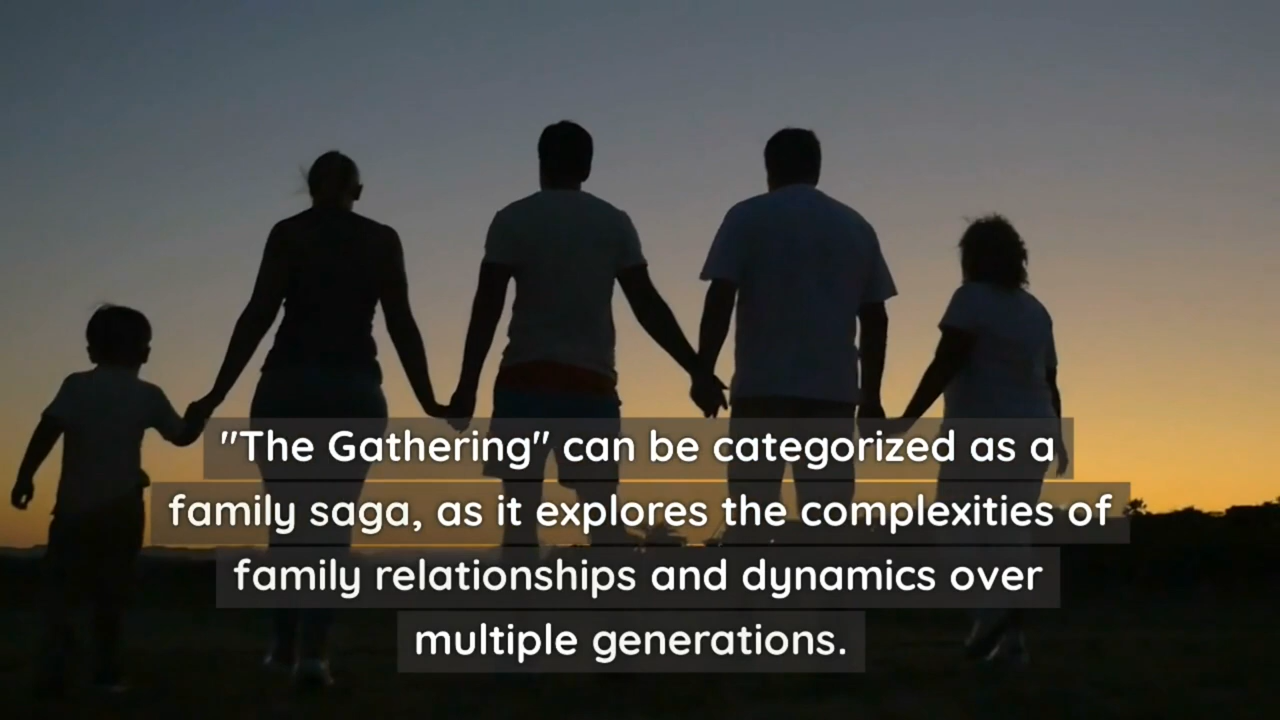 "The Gathering" can be categorized as a
family saga, as it explores the complexities of
family relationships and dynamics over
multiple generations.